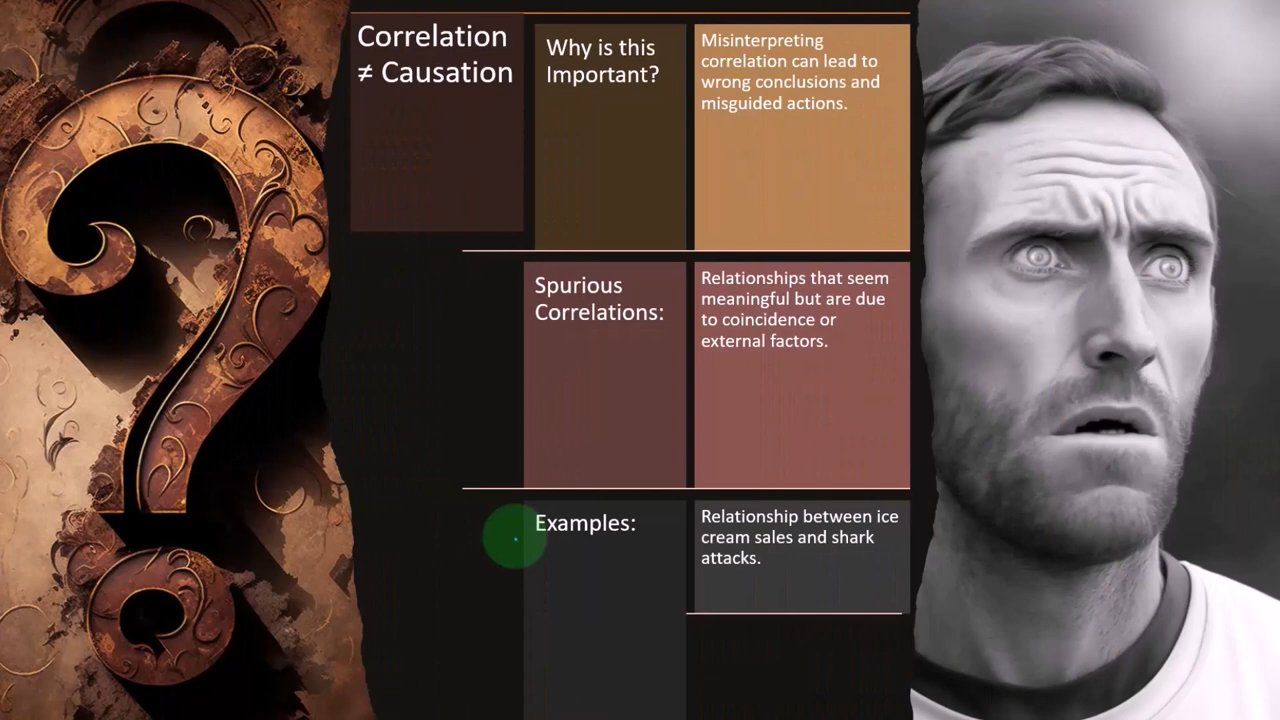 Correlation
≠ Causation
Why is this
Important?
Misinterpreting
correlation can lead to
wrong conclusions and
misguided actions.
Spurious
Correlations:
Relationships that seem
meaningful but are due
to coincidence or
external factors.
Examples:
Relationship between ice
cream sales and shark
attacks.